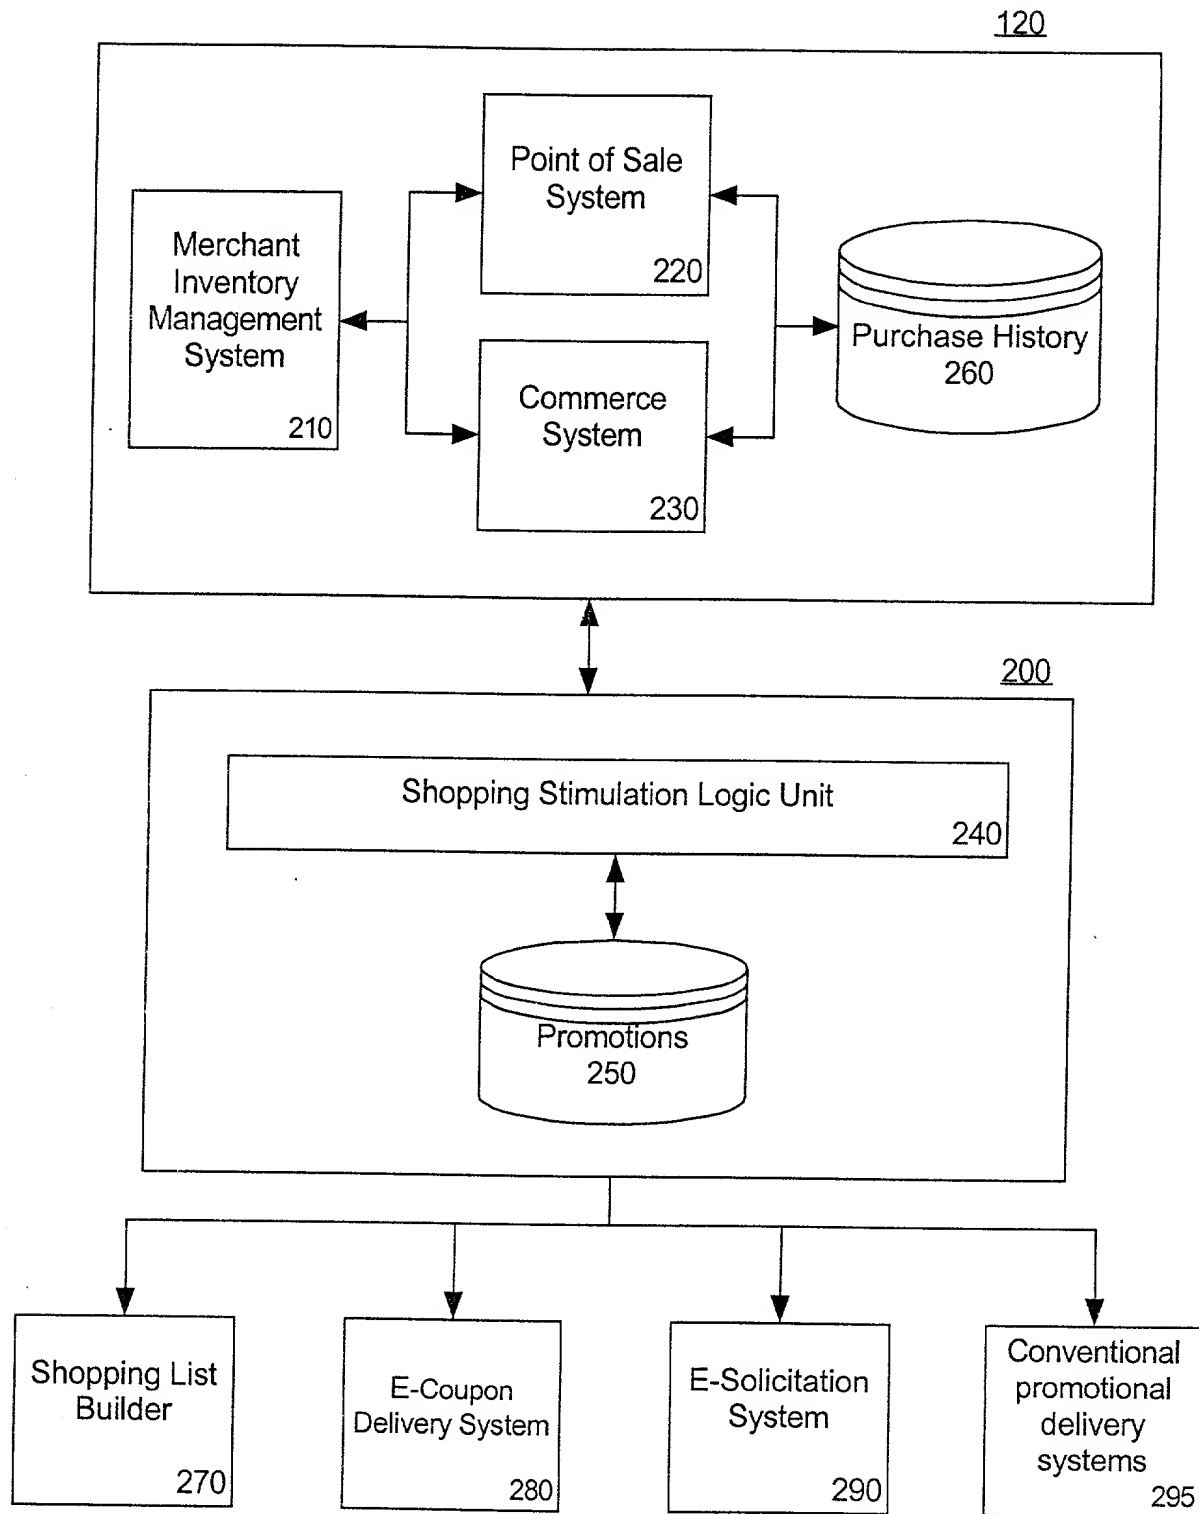 120
Point of Sale
System
220
Merchant
Inventory
Management
System
210
Purchase History
260
Commerce
System
230
200
Shopping Stimulation Logic Unit
240
Promotions
250
Shopping List
Builder
270
E-Coupon
Delivery System
280
E-Solicitation
System
290
Conventional
promotional
delivery
systems
295